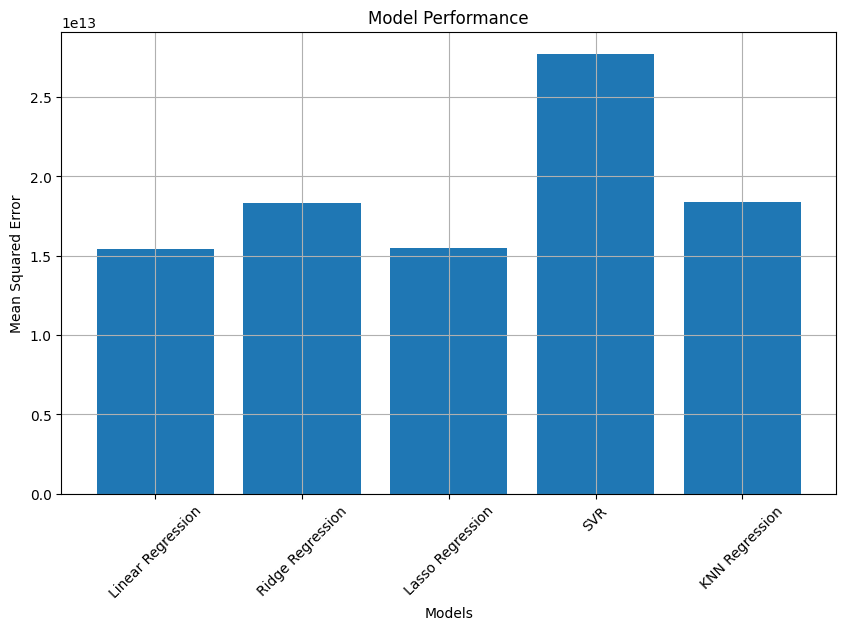 Model Performance
1e13
2.5
2.0
1.5
1.0
0.5
0.0
Mean Squared Error
Linear Regression
Ridge Regression
Lasso Regression
SVR
KNN Regression
Models